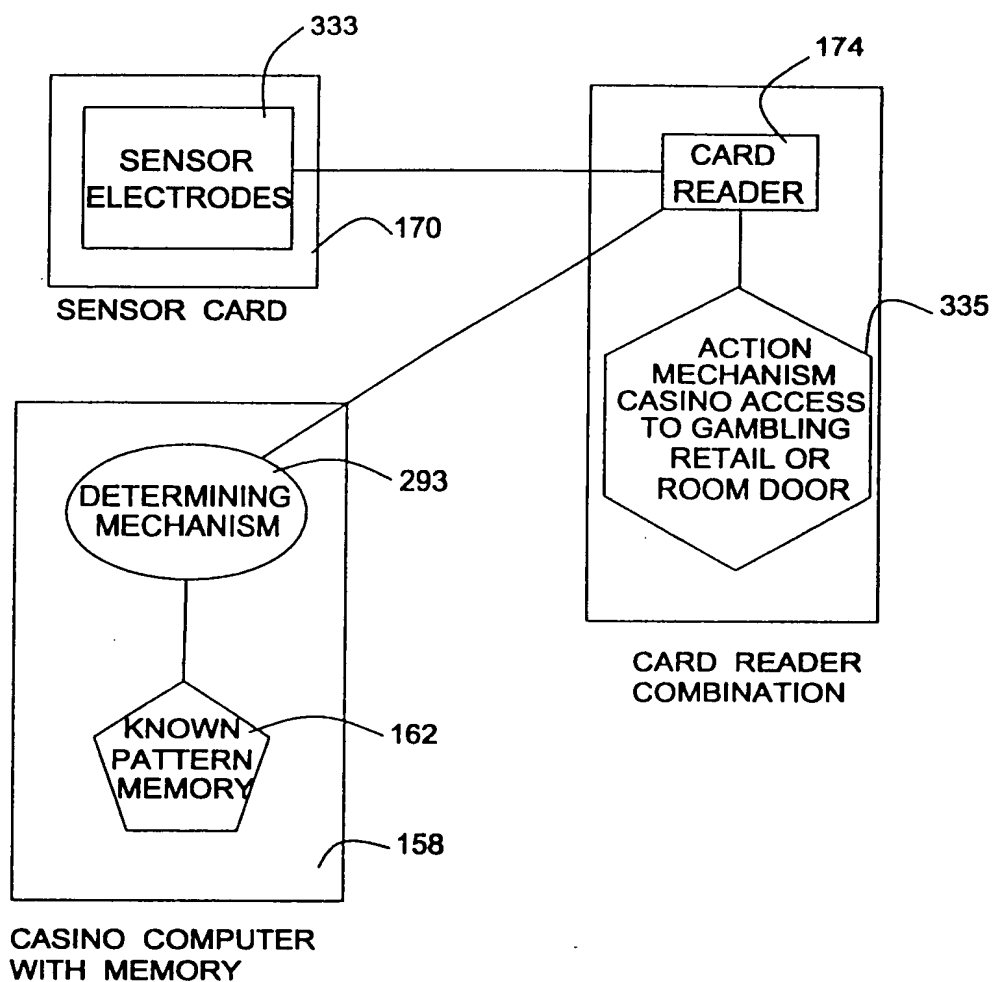 333
SENSOR
ELECTRODES
170
SENSOR CARD
174
CARD
READER
335
ACTION
MECHANISM
CASINO ACCESS
TO GAMBLING
RETAIL OR
ROOM DOOR
CARD READER
COMBINATION
DETERMINING
MECHANISM
293
KNOWN
PATTERN
MEMORY
162
158
CASINO COMPUTER
WITH MEMORY